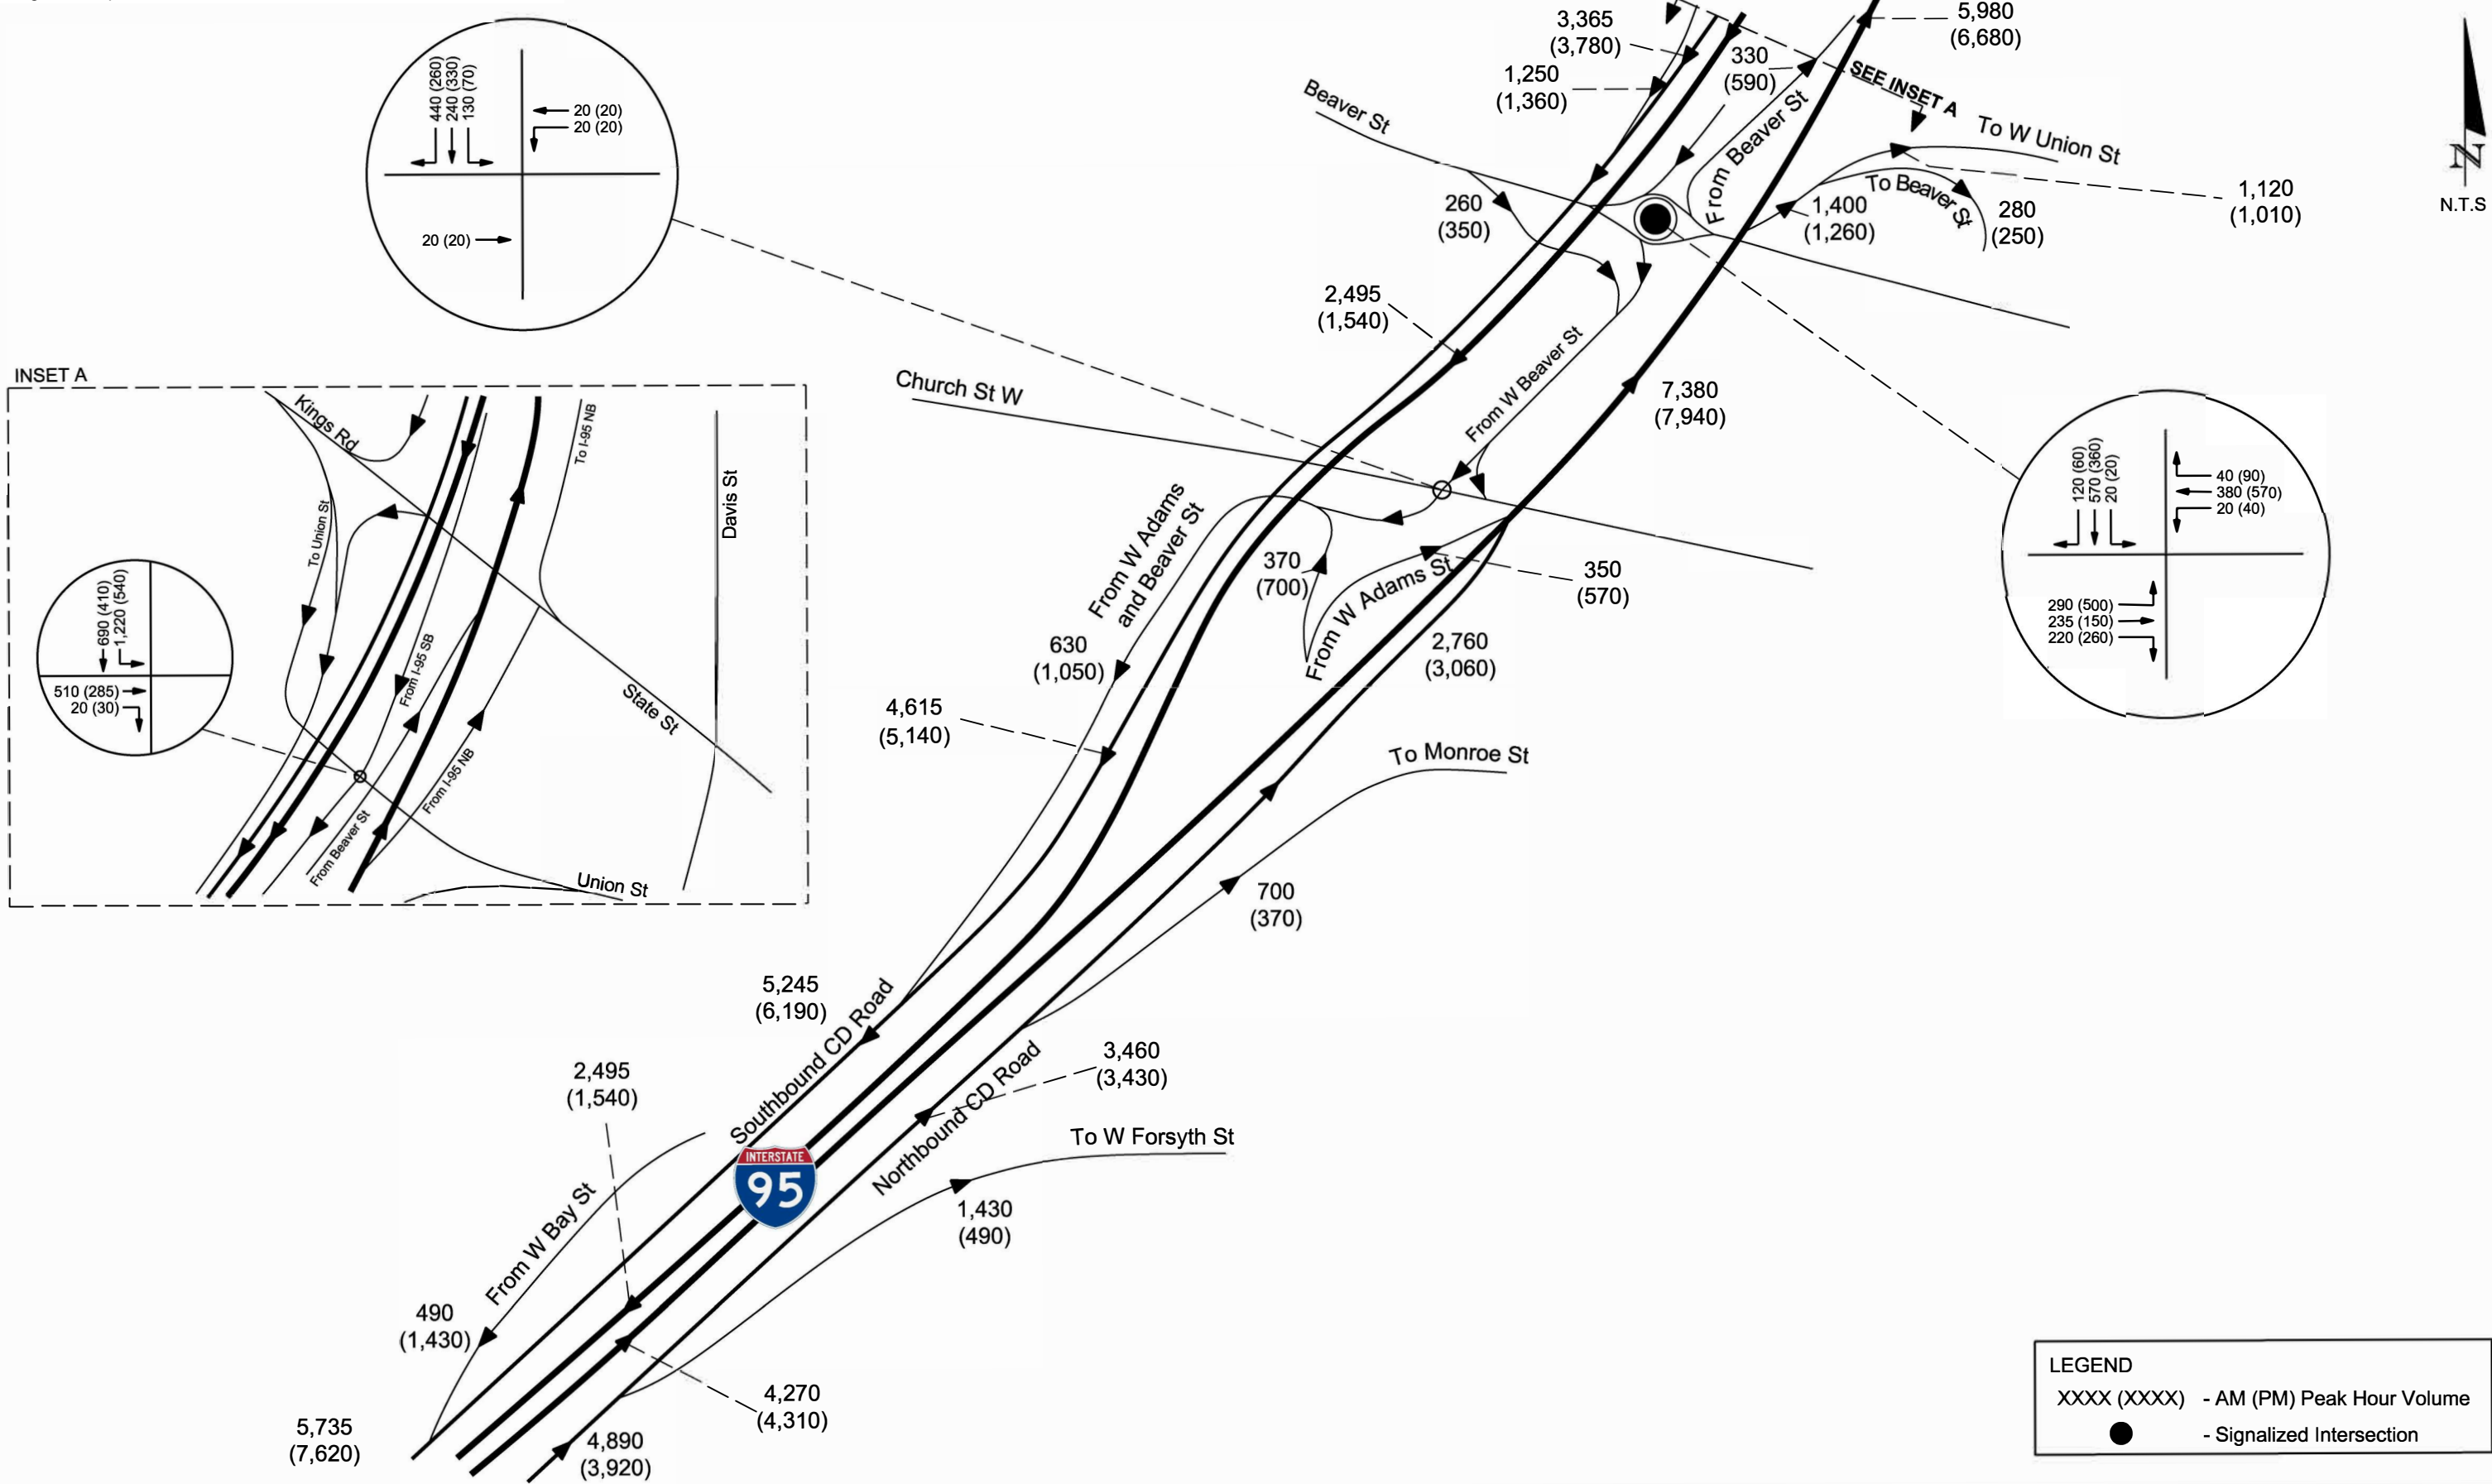 3,365
(3,780)
1,250
(1,360)
330
(590)
5,980
(6,680)
SEE INSET A
To W Union St
N
N.T.S
Beaver St
From Beaver St
To Beaver St
1,120
(1,010)
1,400
(1,260)
280
(250)
260
(350)
440 (260)
240 (330)
130 (70)
20 (20)
20 (20)
20 (20)
2,495
(1,540)
From W Beaver St
7,380
(7,940)
Church St W
INSET A
Kings Rd
To I-95 NB
Davis St
To Union St
690 (410)
1,220 (540)
510 (285)
20 (30)
From I-95 SB
State St
From I-95 NB
From Beaver St
Union St
120 (60)
570 (360)
20 (20)
40 (90)
380 (570)
20 (40)
290 (500)
235 (150)
220 (260)
From W Adams
and Beaver St
370
(700)
From W Adams St
350
(570)
630
(1,050)
2,760
(3,060)
4,615
(5,140)
To Monroe St
700
(370)
5,245
(6,190)
Southbound CD Road
3,460
(3,430)
Northbound CD Road
2,495
(1,540)
To W Forsyth St
INTERSTATE
95
From W Bay St
1,430
(490)
490
(1,430)
4,270
(4,310)
5,735
(7,620)
4,890
(3,920)
LEGEND
XXXX (XXXX) - AM (PM) Peak Hour Volume
- Signalized Intersection